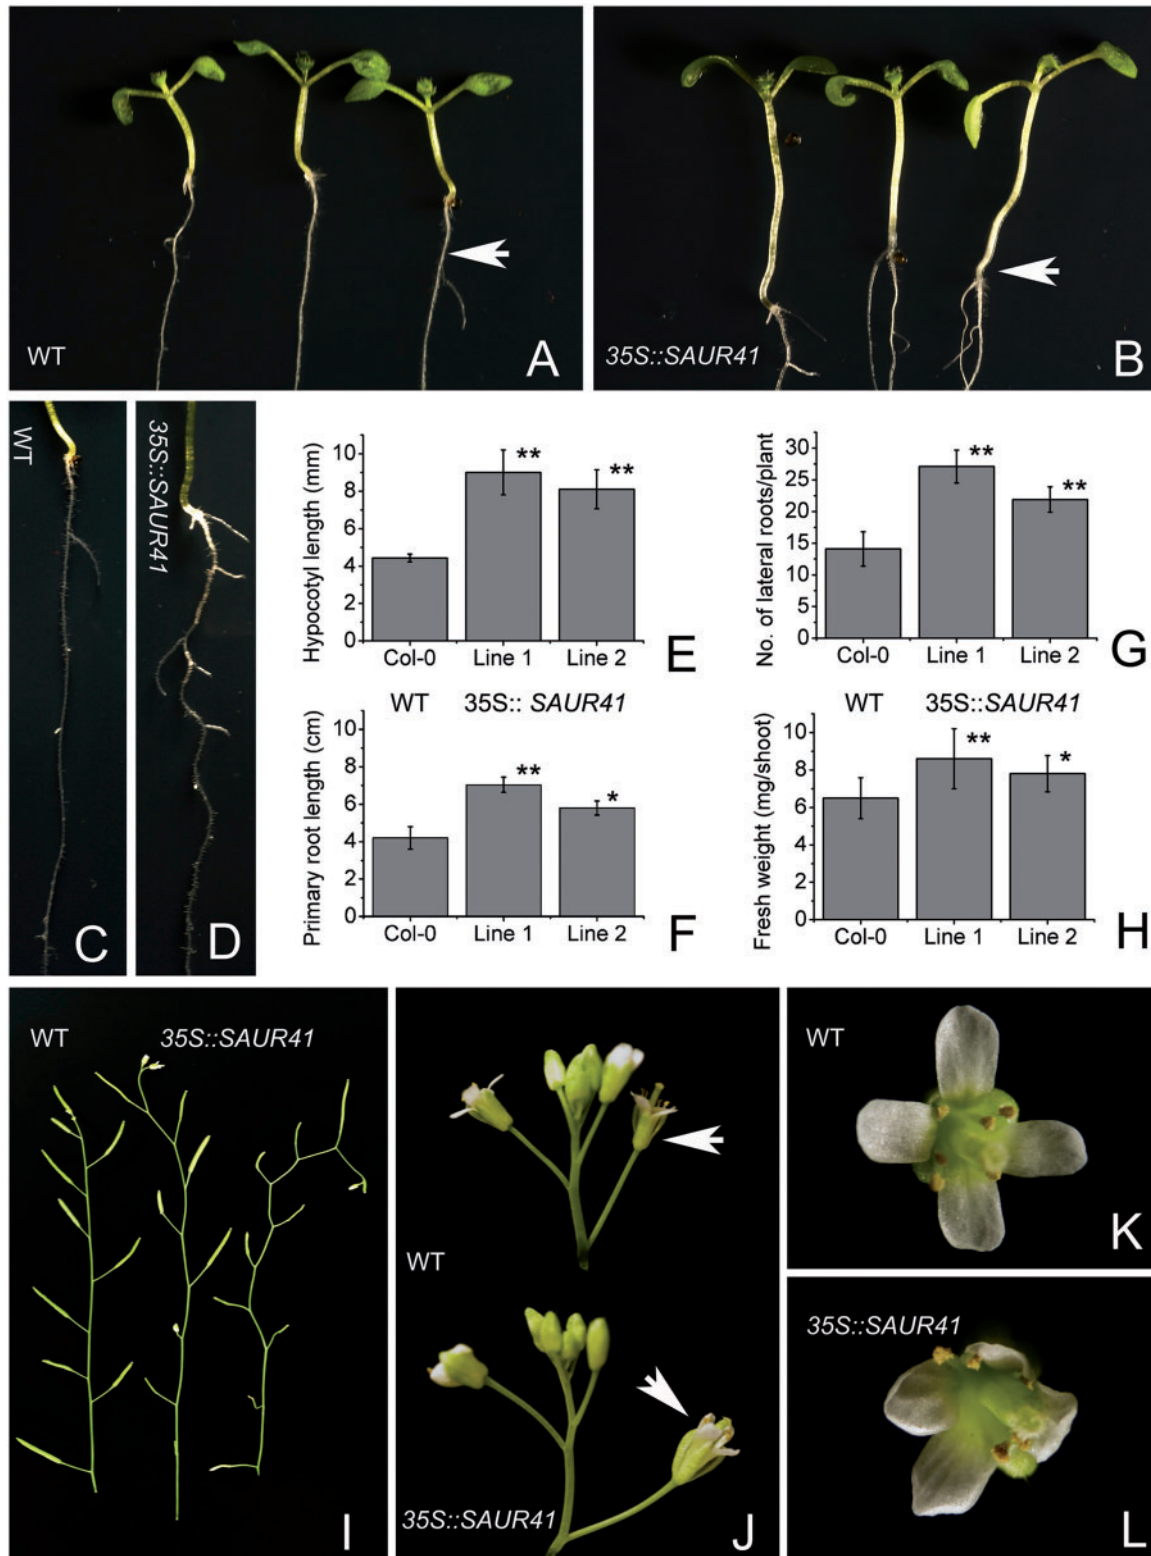 WT
A
35S::SAUR41
B
WT
C
35S::SAUR41
D
Hypocotyl length (mm)
10
8
6
4
2
0
** **
Col-0 Line 1 Line 2
E
WT 35S:: SAUR41
Primary root length (cm)
10
8
6
4
2
0
** *
Col-0 Line 1 Line 2
F
No. of lateral roots/plant
30
25
20
15
10
5
0
** **
Col-0 Line 1 Line 2
G
WT 35S::SAUR41
Fresh weight (mg/shoot)
10
8
6
4
2
0
** *
Col-0 Line 1 Line 2
H
WT 35S::SAUR41
I
WT
35S::SAUR41
J
WT
K
35S::SAUR41
L